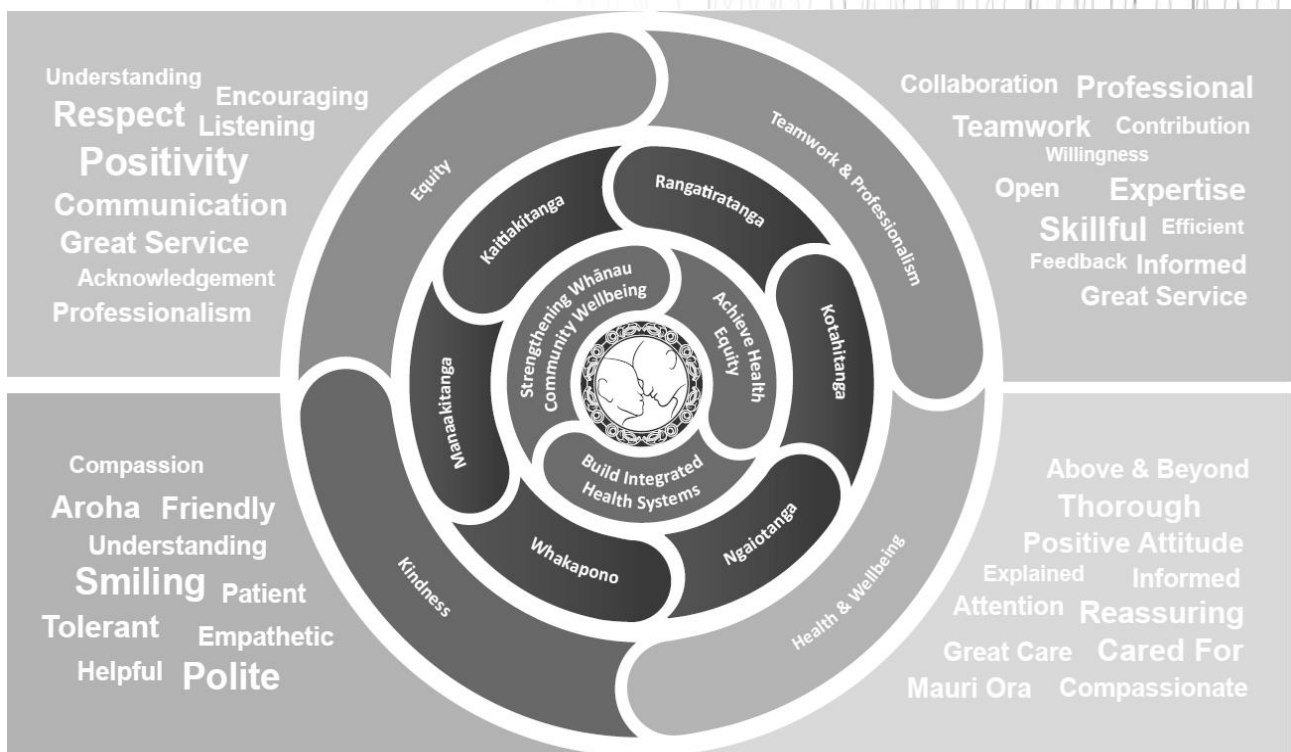 Understanding
Respect Encouraging
Listening
Positivity
Communication
Great Service
Acknowledgement
Professionalism
Collaboration Professional
Teamwork Contribution
Willingness
Open Expertise
Skillful Efficient
Feedback Informed
Great Service
Equity
Teamwork & Professionalism
Kaitiakitanga
Rangatiratanga
Manaakitanga
Kotahitanga
Whakapono
Ngaiotanga
Strengthening Whānau
Community Wellbeing
Achieve Health
Equity
Build Integrated
Health Systems
Kindness
Health & Wellbeing
Compassion
Aroha Friendly
Understanding
Smiling Patient
Tolerant Empathetic
Helpful Polite
Above & Beyond
Thorough
Positive Attitude
Explained Informed
Attention Reassuring
Great Care Cared For
Mauri Ora Compassionate